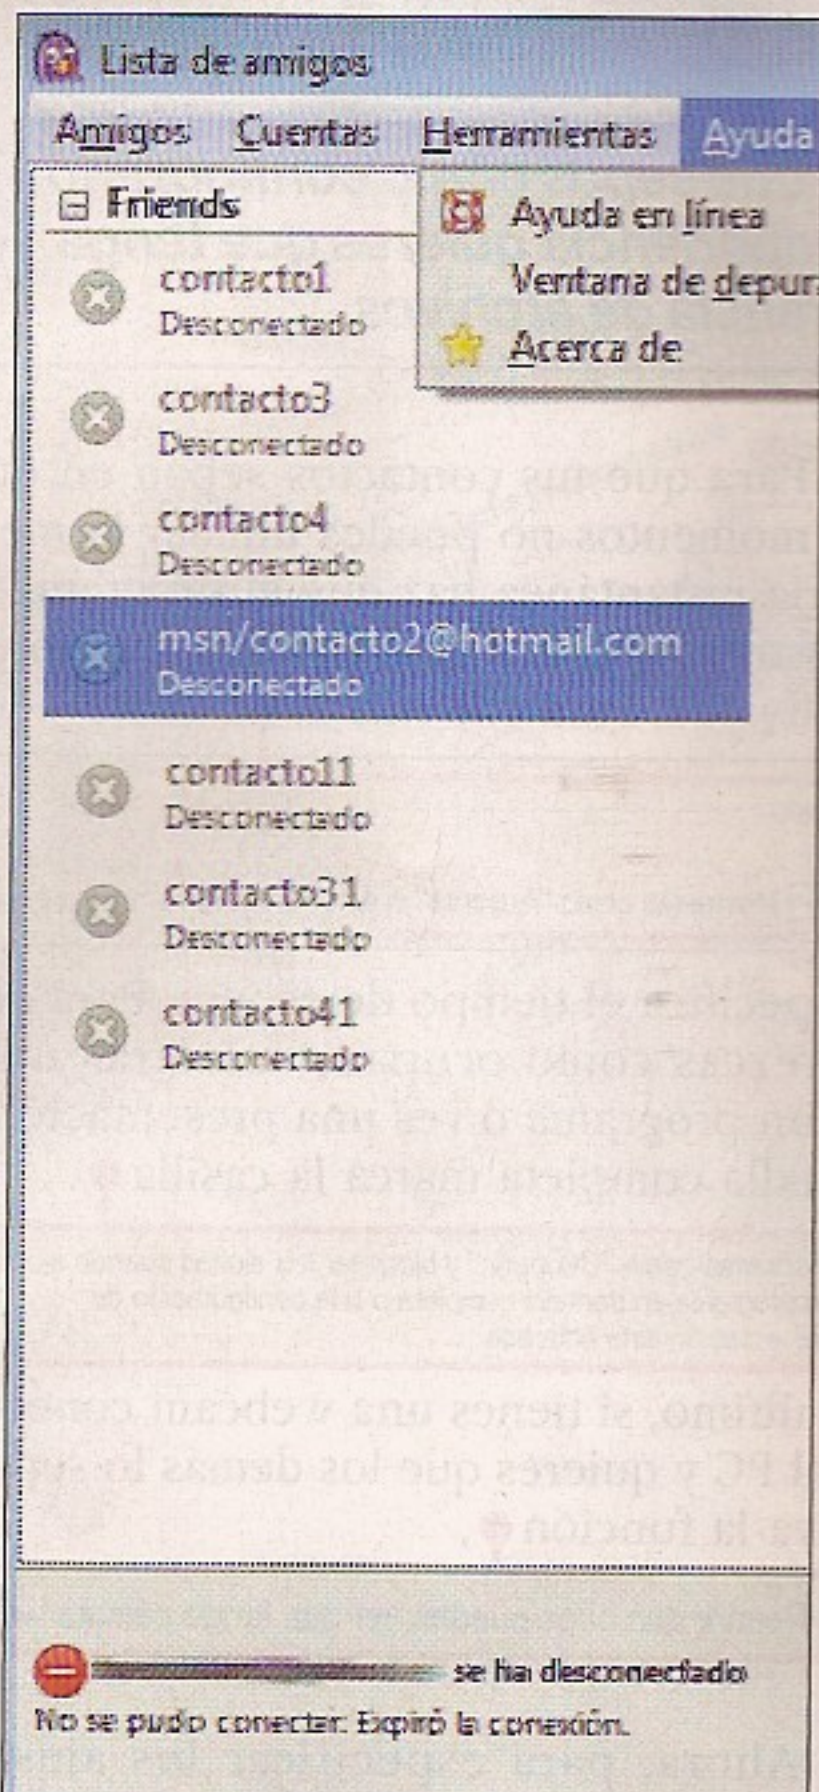 Lista de amigos
Amigos Cuentas Herramientas Ayuda
Friends
Ayuda en línea
Ventana de depur
Acerca de
contacto1
Desconectado
contacto3
Desconectado
contacto4
Desconectado
msn/contacto2@hotmail.com
Desconectado
contacto11
Desconectado
contacto31
Desconectado
contacto41
Desconectado
se ha desconectado
No se pudo conectar: Expiró la conexión.